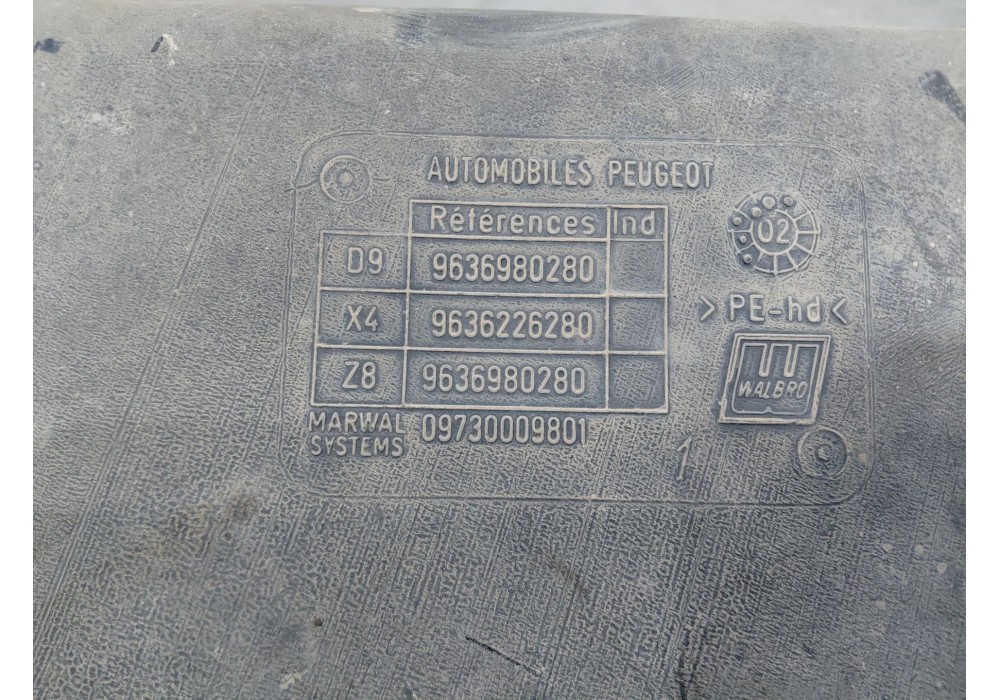 AUTOMOBILES PEUGEOT
Références Ind
D9 9636980280
X4 9636226280
Z8 9636980280
MARWAL SYSTEMS 09730009801
02
>PE-hd<
WALBRO
1